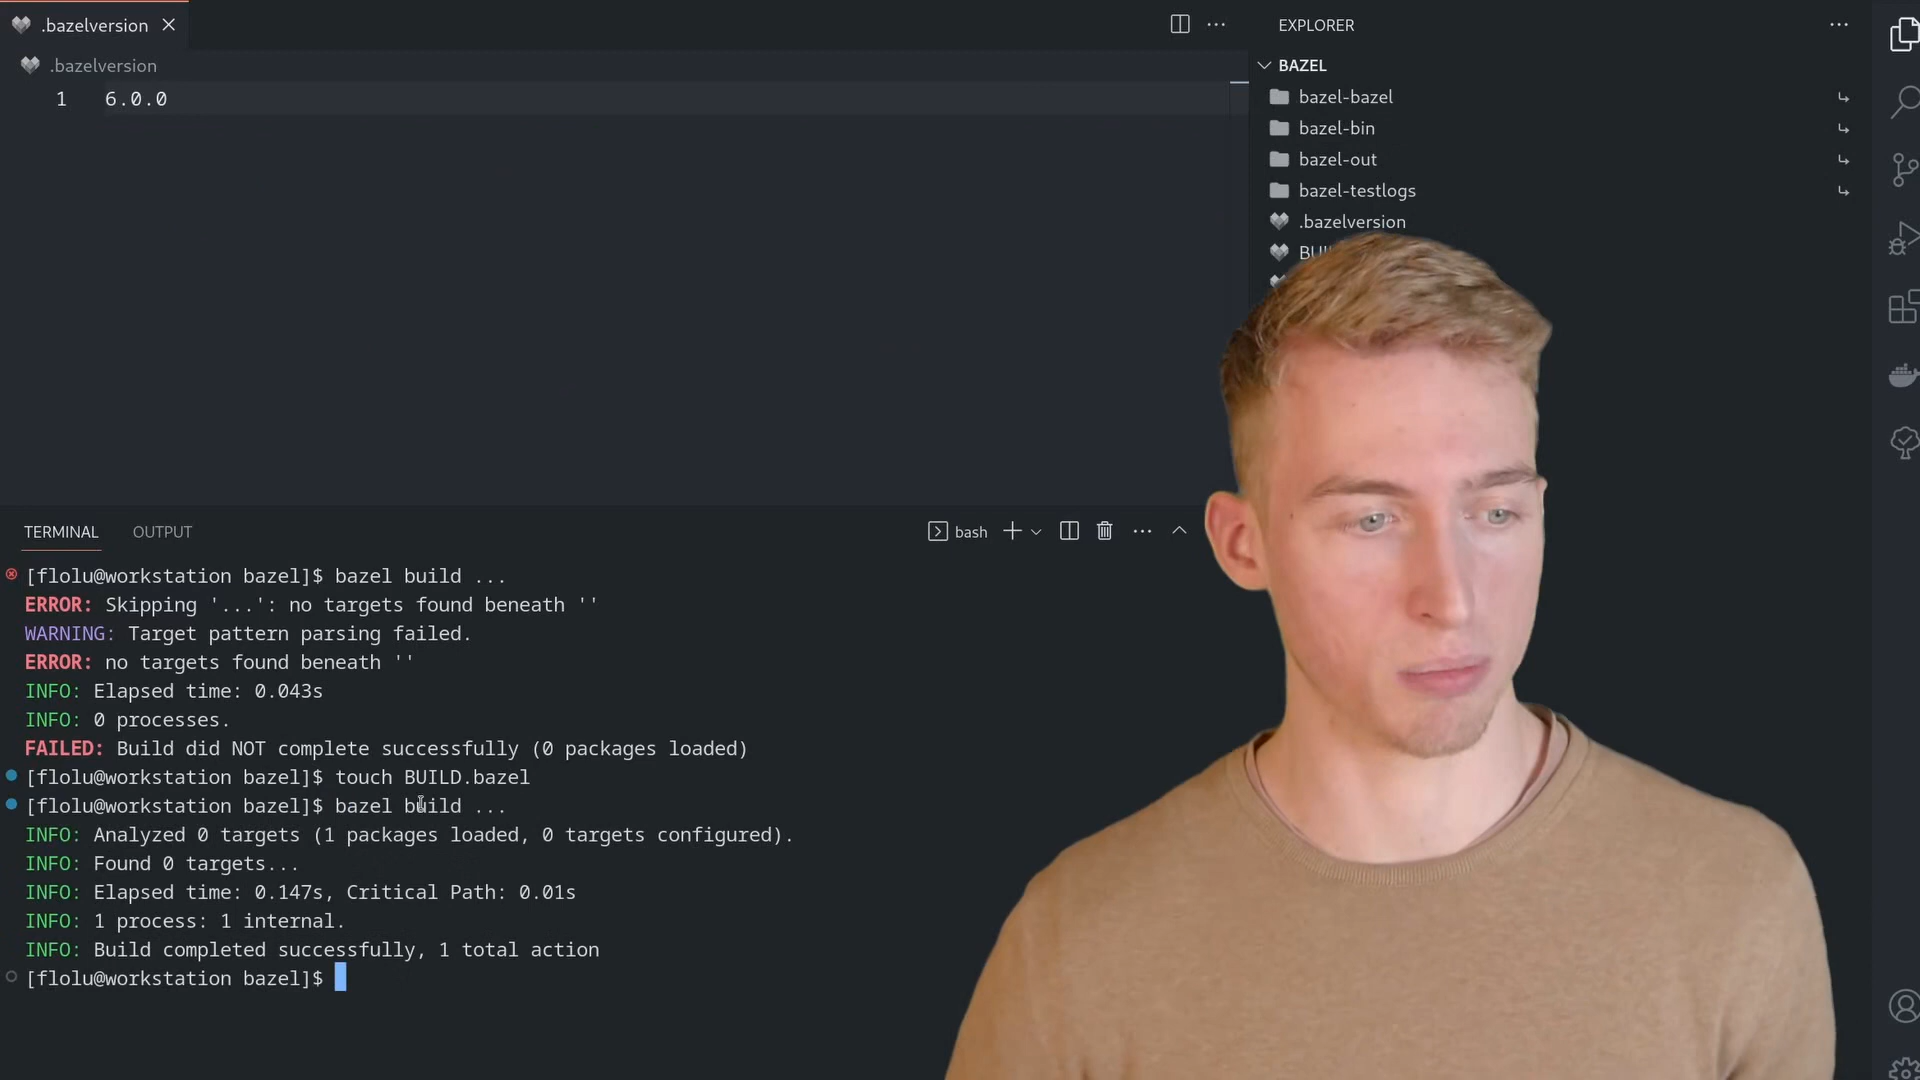 .bazelversion
.bazelversion
1 6.0.0
EXPLORER
BAZEL
bazel-bazel
bazel-bin
bazel-out
bazel-testlogs
.bazelversion
TERMINAL OUTPUT
bash
[flolu@workstation bazel]$ bazel build ...
ERROR: Skipping '...': no targets found beneath ''
WARNING: Target pattern parsing failed.
ERROR: no targets found beneath ''
INFO: Elapsed time: 0.043s
INFO: 0 processes.
FAILED: Build did NOT complete successfully (0 packages loaded)
[flolu@workstation bazel]$ touch BUILD.bazel
[flolu@workstation bazel]$ bazel build ...
INFO: Analyzed 0 targets (1 packages loaded, 0 targets configured).
INFO: Found 0 targets...
INFO: Elapsed time: 0.147s, Critical Path: 0.01s
INFO: 1 process: 1 internal.
INFO: Build completed successfully, 1 total action
[flolu@workstation bazel]$